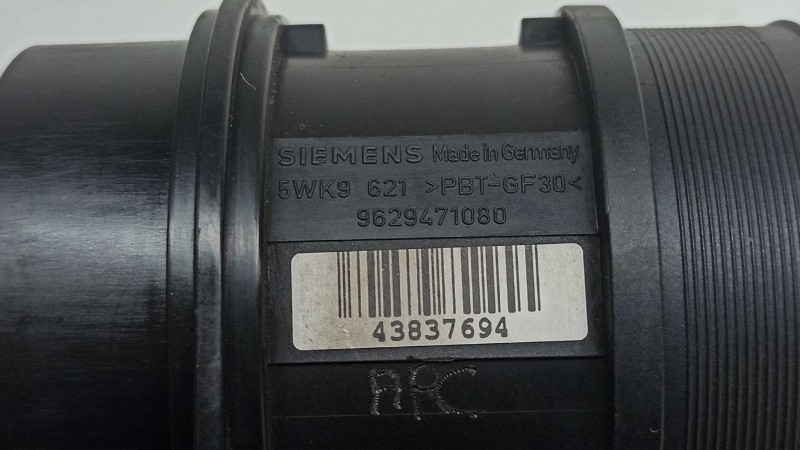 SIEMENS Made in Germany
5WK9 621 >PBT-GF30<
9629471080
43837694
ARC